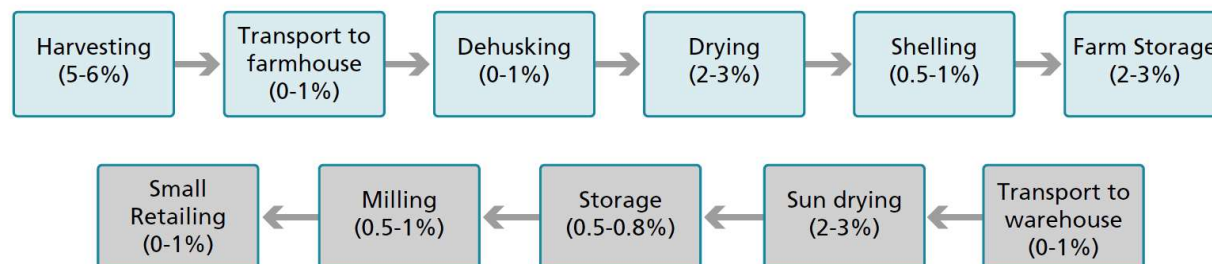 Harvesting
(5-6%)
Transport to
farmhouse
(0-1%)
Dehusking
(0-1%)
Drying
(2-3%)
Shelling
(0.5-1%)
Farm Storage
(2-3%)
Small
Retailing
(0-1%)
Milling
(0.5-1%)
Storage
(0.5-0.8%)
Sun drying
(2-3%)
Transport to
warehouse
(0-1%)